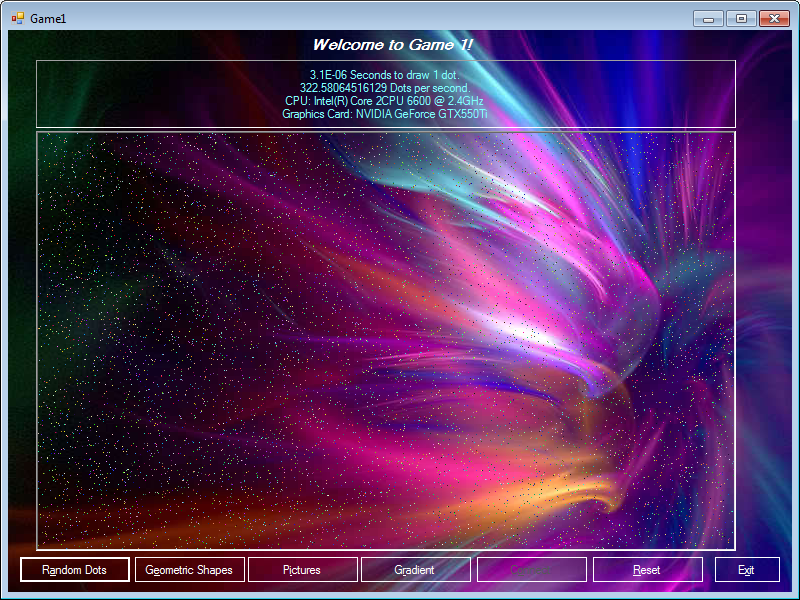 Game1
Welcome to Game 1!
3.1E-06 Seconds to draw 1 dot.
322.58064516129 Dots per second.
CPU: Intel(R) Core 2CPU 6600 @ 2.4GHz
Graphics Card: NVIDIA GeForce GTX550Ti
Random Dots Geometric Shapes Pictures Gradient Reset Exit